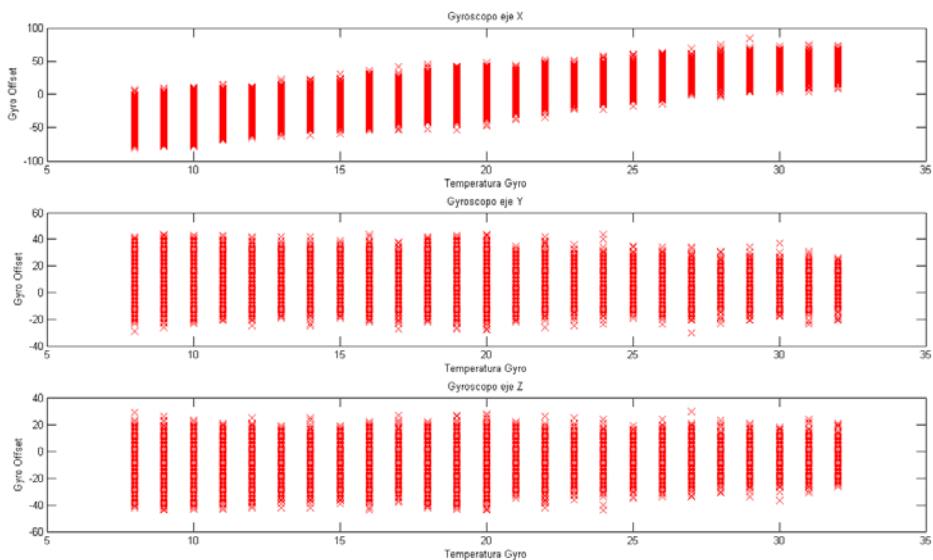 Gyroscopo eje X
100
50
0
-50
-100
Gyro Offset
5 10 15 20 25 30 35
Temperatura Gyro
Gyroscopo eje Y
60
40
20
0
-20
-40
Gyro Offset
5 10 15 20 25 30 35
Temperatura Gyro
Gyroscopo eje Z
40
20
0
-20
-40
-60
Gyro Offset
5 10 15 20 25 30 35
Temperatura Gyro